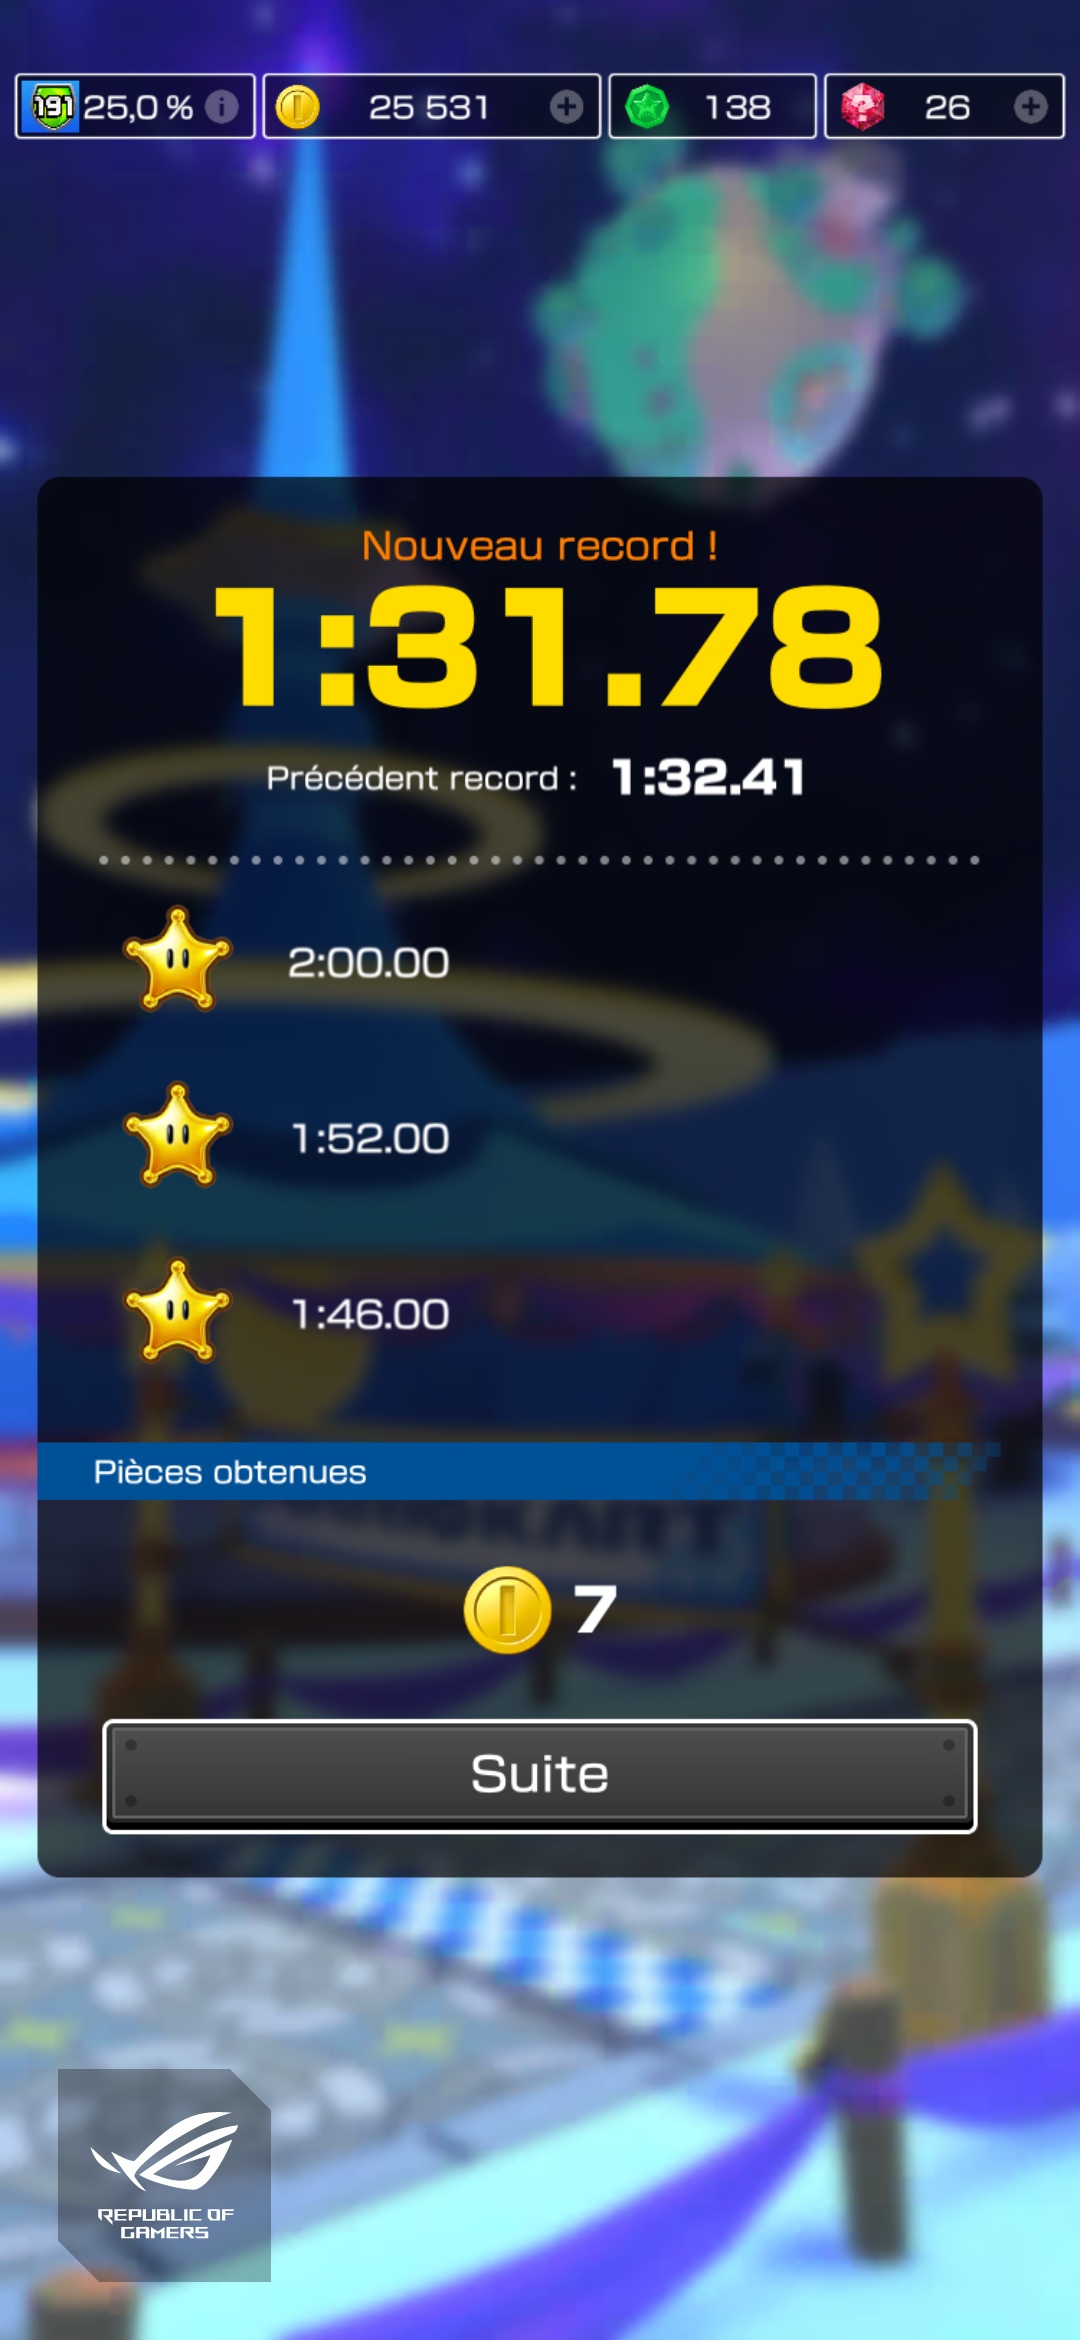 191 25,0 % i 25 531 + 138 ? 26 +
Nouveau record !
1:31.78
Précédent record : 1:32.41
2:00.00
1:52.00
1:46.00
Pièces obtenues
7
Suite
REPUBLIC OF
GAMERS